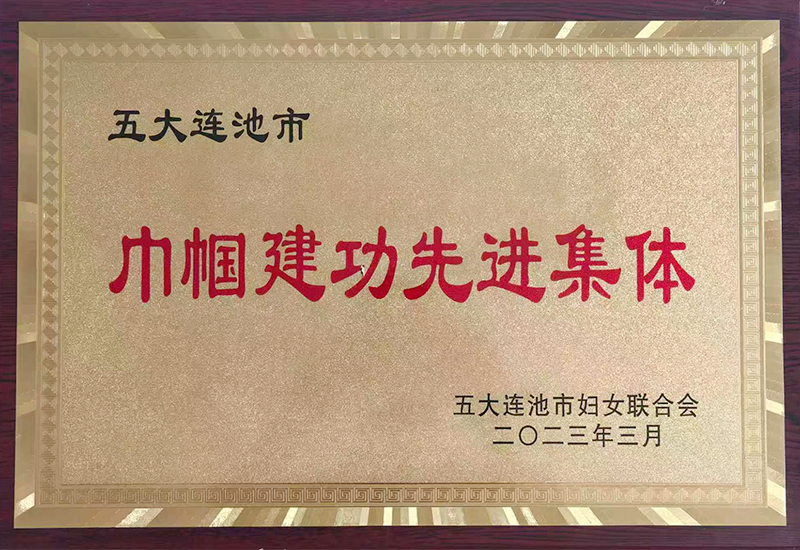 五大连池市
巾帼建功先进集体
五大连池市妇女联合会
二〇二三年三月